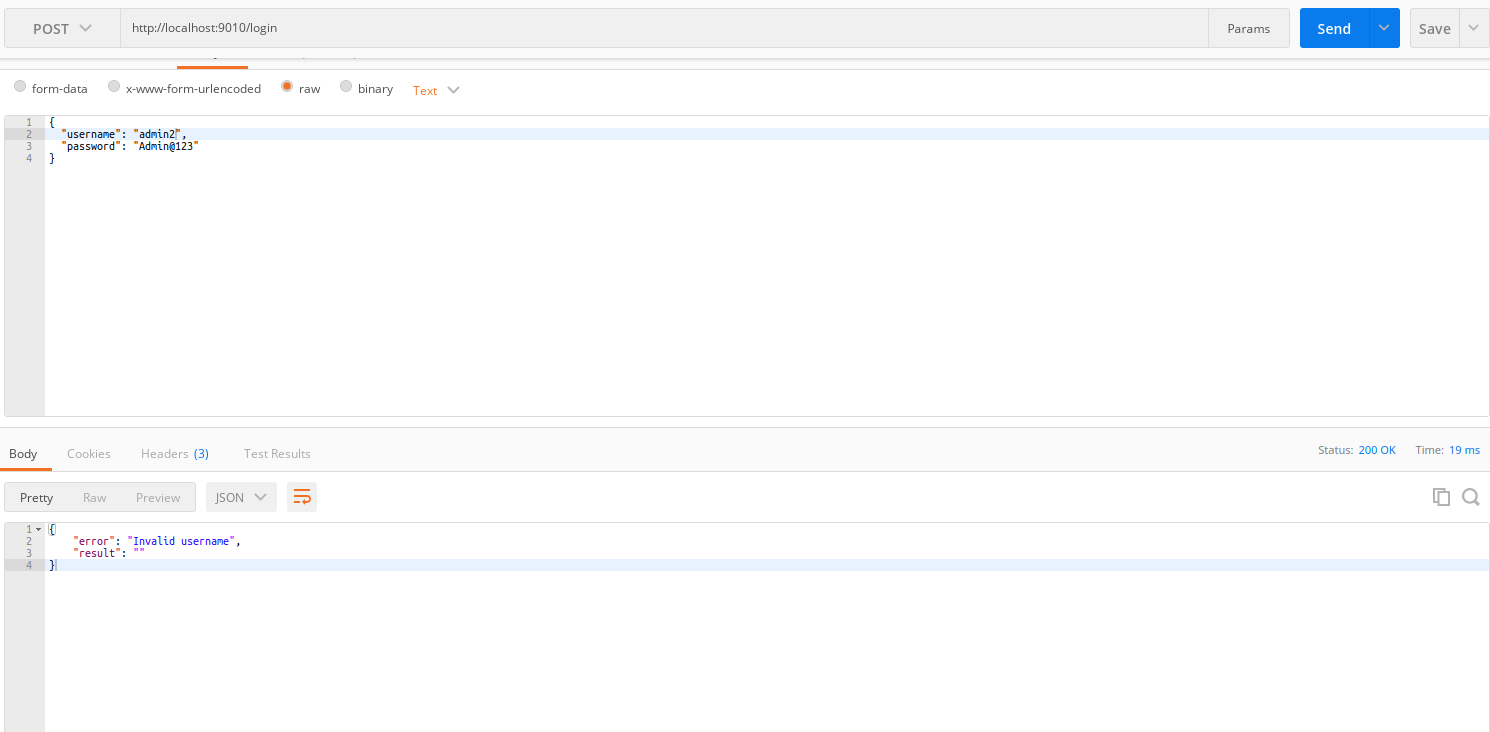 POST http://localhost:9010/login Params Send Save
form-data x-www-form-urlencoded raw binary Text
1 {
2 "username": "admin2",
3 "password": "Admin@123"
4 }
Body Cookies Headers (3) Test Results Status: 200 OK Time: 19 ms
Pretty Raw Preview JSON
1 {
2 "error": "Invalid username",
3 "result": ""
4 }